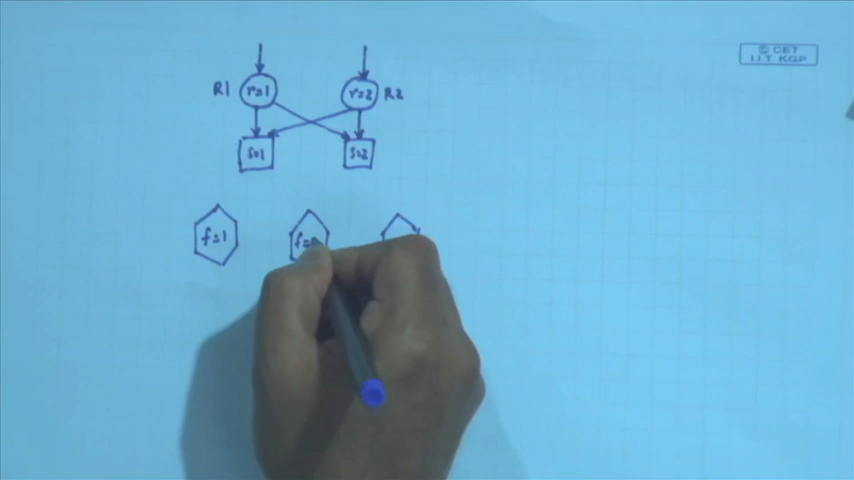 © CET
I.I.T. KGP
R1 r=1 r=2 R2
s=1 s=2
f=1 f=